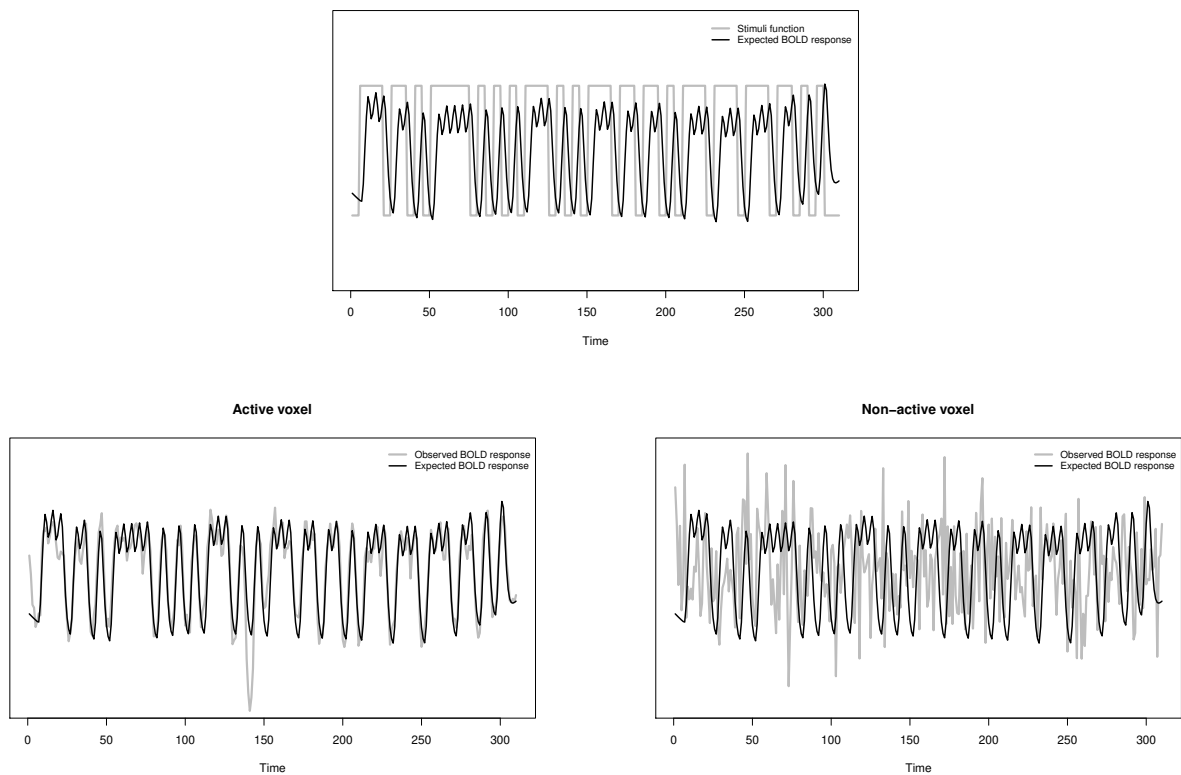 Stimuli function
Expected BOLD response
0 50 100 150 200 250 300
Time
Active voxel
Observed BOLD response
Expected BOLD response
0 50 100 150 200 250 300
Time
Non−active voxel
Observed BOLD response
Expected BOLD response
0 50 100 150 200 250 300
Time